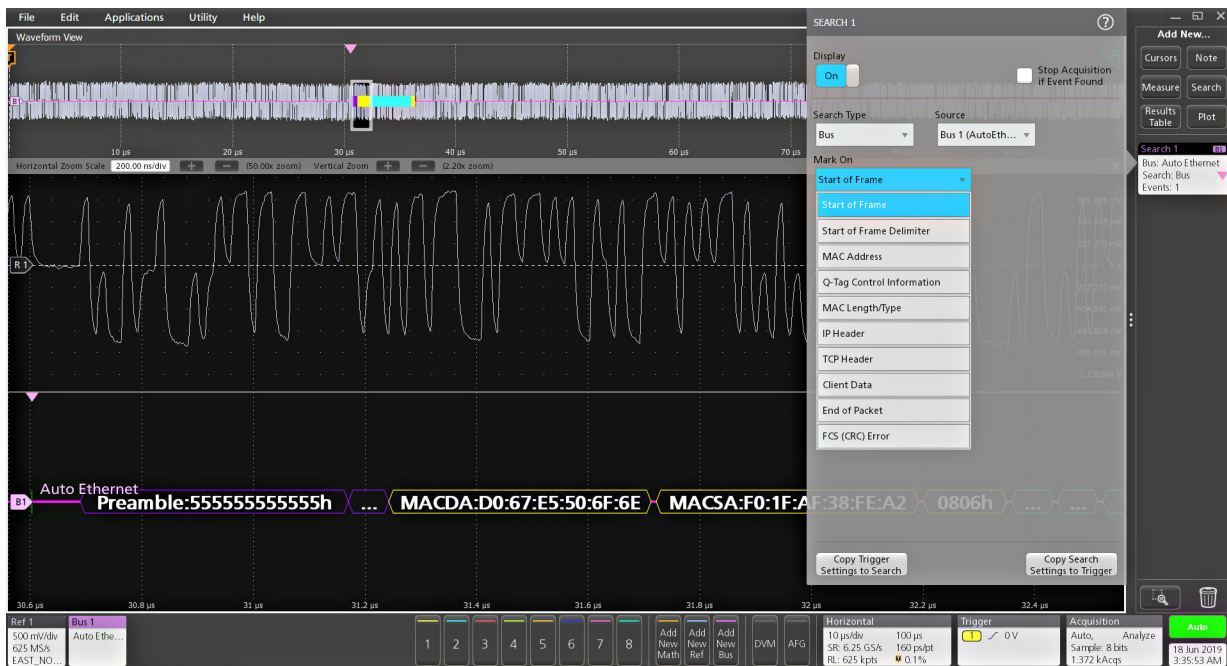 File Edit Applications Utility Help
Waveform View
SEARCH 1
?
Add New...
Cursors Note
Measure Search
Results Table Plot
Display
On
Stop Acquisition
if Event Found
Search Type Source
Bus Bus 1 (AutoEth...
Mark On
Start of Frame
Start of Frame
Start of Frame Delimiter
MAC Address
Q-Tag Control Information
MAC Length/Type
IP Header
TCP Header
Client Data
End of Packet
FCS (CRC) Error
Copy Trigger
Settings to Search
Copy Search
Settings to Trigger
Search 1 B1
Bus: Auto Ethernet
Search: Bus
Events: 1
B1
10 µs 20 µs 30 µs 40 µs 50 µs 60 µs 70 µs
Horizontal Zoom Scale 200.00 ns/div + − (50.00x zoom) Vertical Zoom + − (2.20x zoom)
R 1
0 V
-1.136364 V
Auto Ethernet
B1 Preamble:555555555555h ... MACDA:D0:67:E5:50:6F:6E MACSA:F0:1F:AF:38:FE:A2 0806h ... ...
30.6 µs 30.8 µs 31 µs 31.2 µs 31.4 µs 31.6 µs 31.8 µs 32 µs 32.2 µs 32.4 µs
Ref 1
500 mV/div
625 MS/s
EAST_NO...
Bus 1
Auto Ethe...
1 2 3 4 5 6 7 8
Add New Math
Add New Ref
Add New Bus
DVM AFG
Horizontal
10 µs/div 100 µs
SR: 6.25 GS/s 160 ps/pt
RL: 625 kpts 0.1%
Trigger
1 0 V
Acquisition
Auto, Analyze
Sample: 8 bits
1.372 kAcqs
Auto
18 Jun 2019
3:35:53 AM